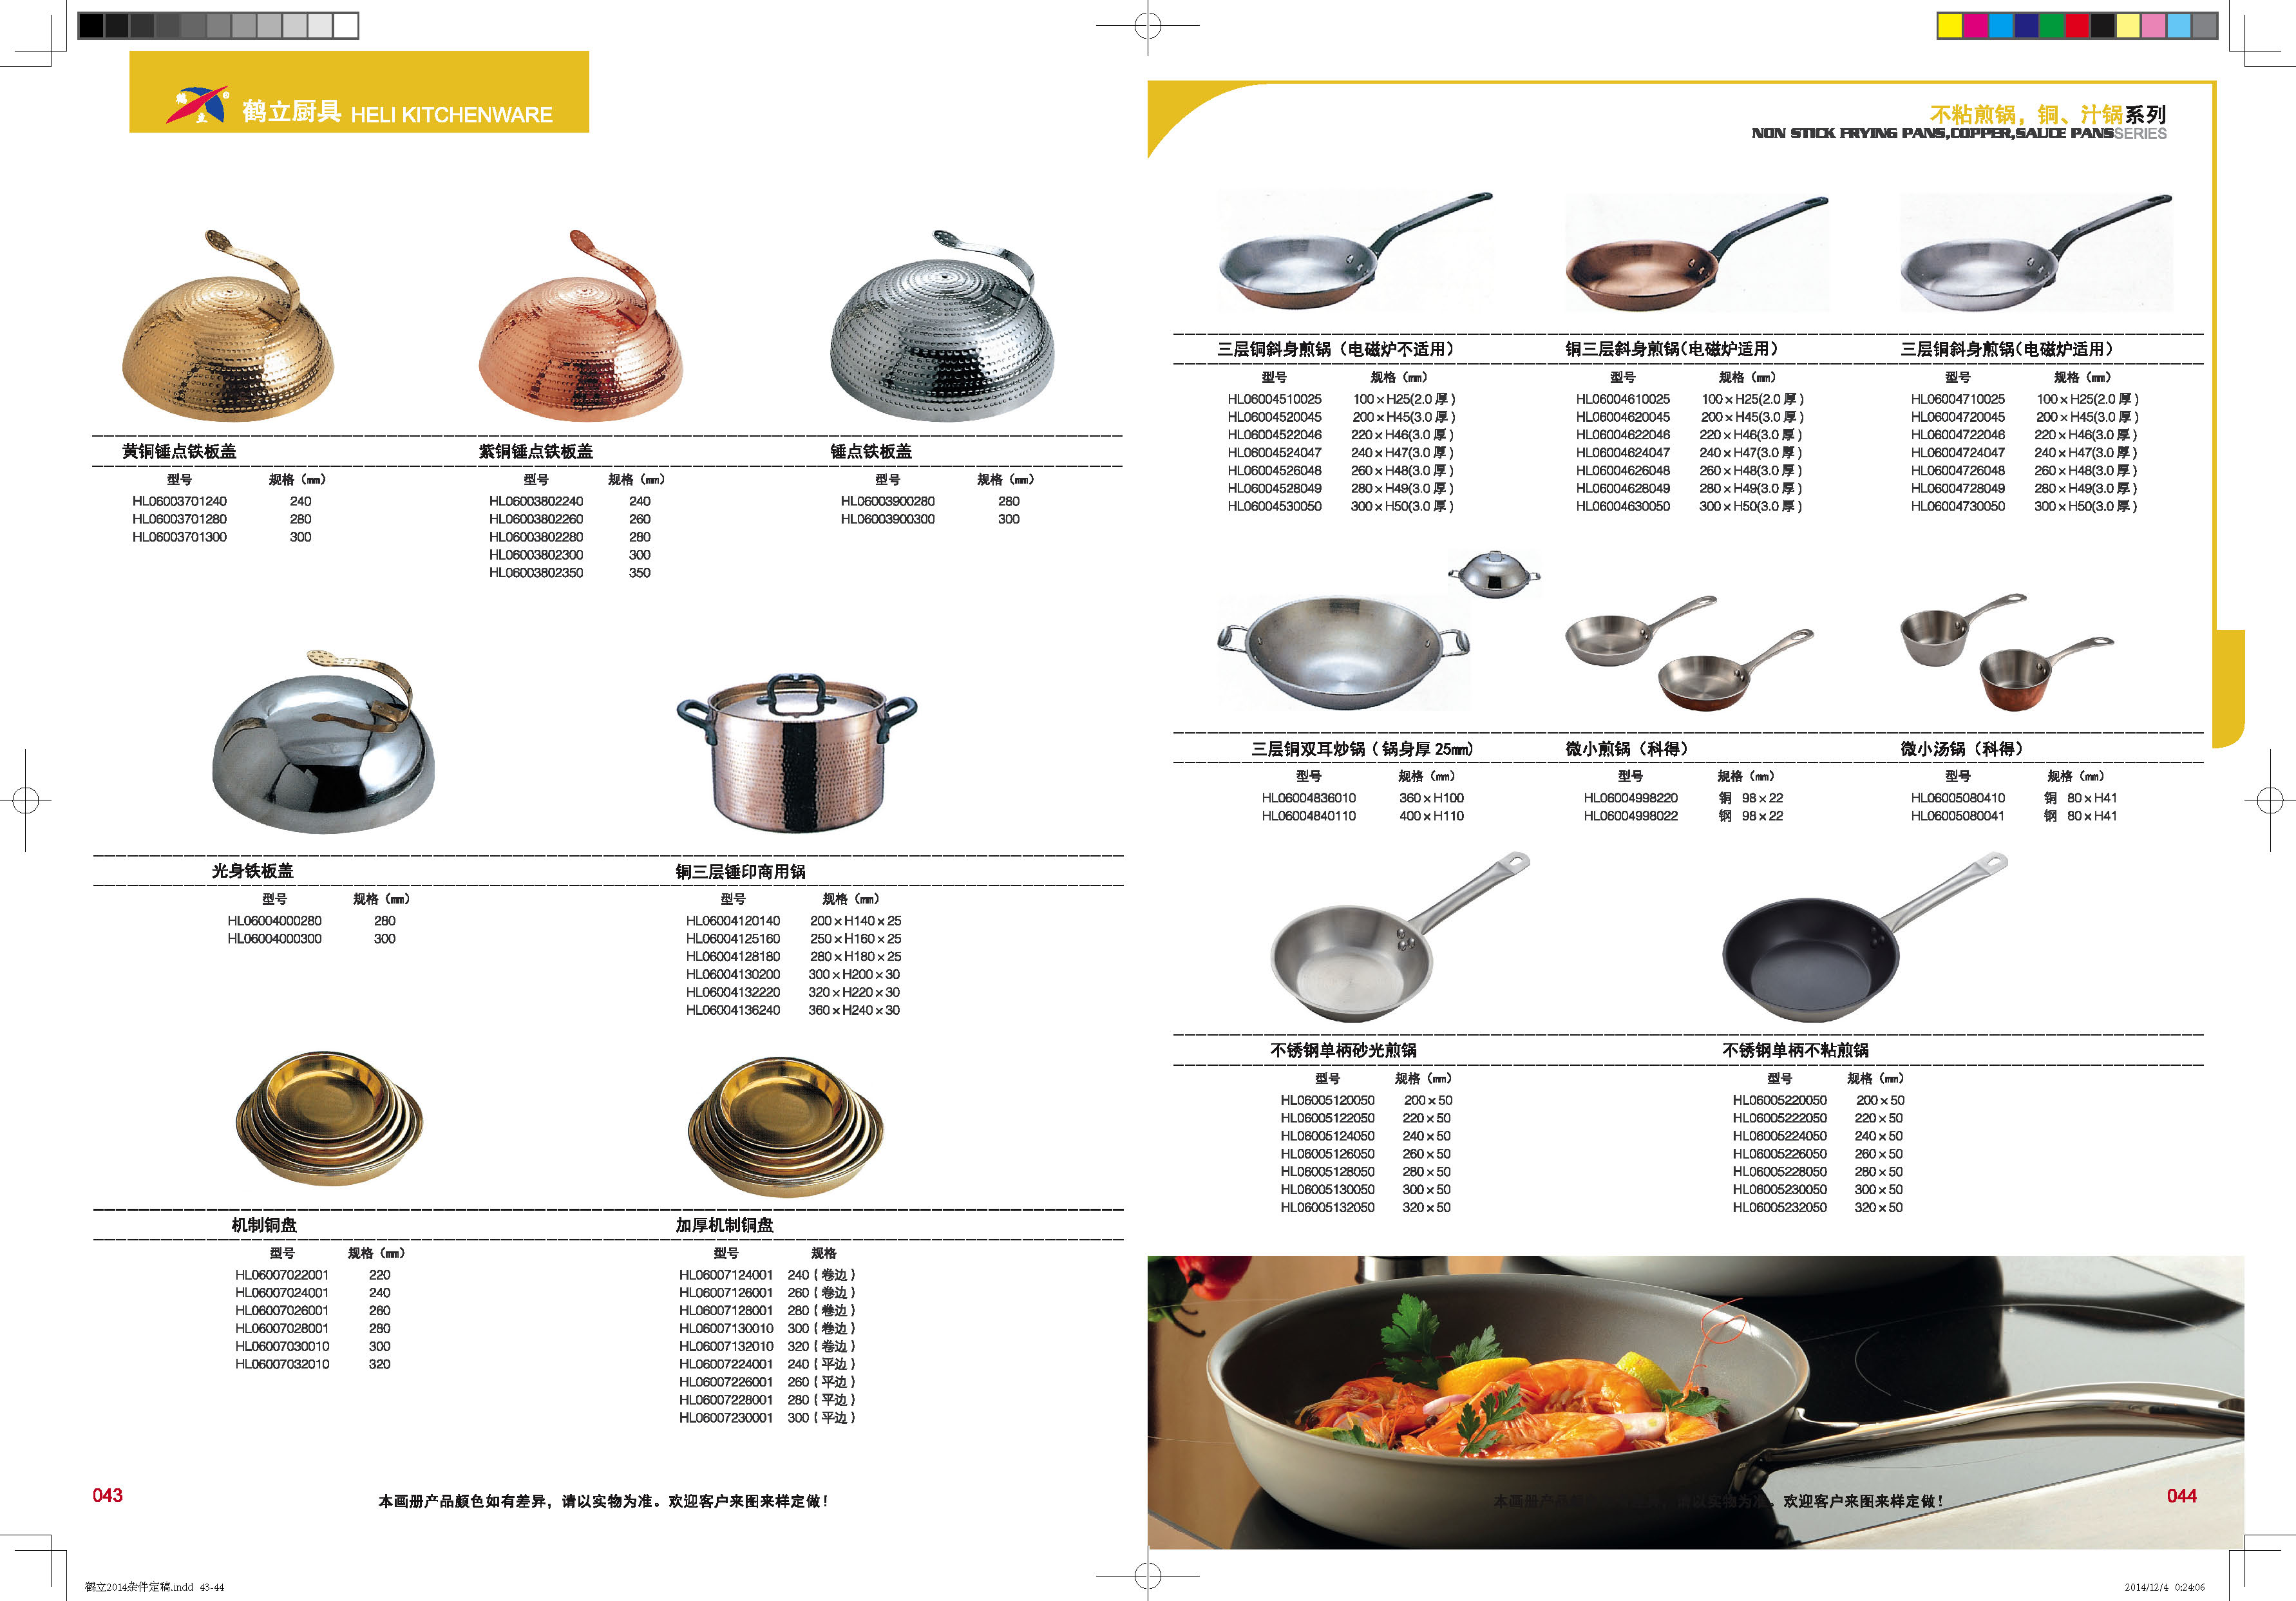 鹤立厨具 HELI KITCHENWARE
黄铜锤点铁板盖
型号 规格（mm）
HL06003701240 240
HL06003701280 280
HL06003701300 300
紫铜锤点铁板盖
型号 规格（mm）
HL06003802240 240
HL06003802260 260
HL06003802280 280
HL06003802300 300
HL06003802350 350
锤点铁板盖
型号 规格（mm）
HL06003900280 280
HL06003900300 300
光身铁板盖
型号 规格（mm）
HL06004000280 280
HL06004000300 300
铜三层锤印商用锅
型号 规格（mm）
HL06004120140 200×H140×25
HL06004125160 250×H160×25
HL06004128180 280×H180×25
HL06004130200 300×H200×30
HL06004132220 320×H220×30
HL06004136240 360×H240×30
机制铜盘
型号 规格（mm）
HL06007022001 220
HL06007024001 240
HL06007026001 260
HL06007028001 280
HL06007030010 300
HL06007032010 320
加厚机制铜盘
型号 规格
HL06007124001 240（卷边）
HL06007126001 260（卷边）
HL06007128001 280（卷边）
HL06007130010 300（卷边）
HL06007132010 320（卷边）
HL06007224001 240（平边）
HL06007226001 260（平边）
HL06007228001 280（平边）
HL06007230001 300（平边）
043
本画册产品颜色如有差异，请以实物为准。欢迎客户来图来样定做！
不粘煎锅，铜、汁锅系列
NON STICK FRYING PANS,COPPER,SAUCE PANSSERIES
三层铜斜身煎锅（电磁炉不适用）
型号 规格（mm）
HL06004510025 100×H25(2.0厚)
HL06004520045 200×H45(3.0厚)
HL06004522046 220×H46(3.0厚)
HL06004524047 240×H47(3.0厚)
HL06004526048 260×H48(3.0厚)
HL06004528049 280×H49(3.0厚)
HL06004530050 300×H50(3.0厚)
铜三层斜身煎锅(电磁炉适用)
型号 规格（mm）
HL06004610025 100×H25(2.0厚)
HL06004620045 200×H45(3.0厚)
HL06004622046 220×H46(3.0厚)
HL06004624047 240×H47(3.0厚)
HL06004626048 260×H48(3.0厚)
HL06004628049 280×H49(3.0厚)
HL06004630050 300×H50(3.0厚)
三层铜斜身煎锅(电磁炉适用)
型号 规格（mm）
HL06004710025 100×H25(2.0厚)
HL06004720045 200×H45(3.0厚)
HL06004722046 220×H46(3.0厚)
HL06004724047 240×H47(3.0厚)
HL06004726048 260×H48(3.0厚)
HL06004728049 280×H49(3.0厚)
HL06004730050 300×H50(3.0厚)
三层铜双耳炒锅（锅身厚25mm)
型号 规格（mm）
HL06004836010 360×H100
HL06004840110 400×H110
微小煎锅（科得）
型号 规格（mm）
HL06004998220 铜 98×22
HL06004998022 钢 98×22
微小汤锅（科得）
型号 规格（mm）
HL06005080410 铜 80×H41
HL06005080041 钢 80×H41
不锈钢单柄砂光煎锅
型号 规格（mm）
HL06005120050 200×50
HL06005122050 220×50
HL06005124050 240×50
HL06005126050 260×50
HL06005128050 280×50
HL06005130050 300×50
HL06005132050 320×50
不锈钢单柄不粘煎锅
型号 规格（mm）
HL06005220050 200×50
HL06005222050 220×50
HL06005224050 240×50
HL06005226050 260×50
HL06005228050 280×50
HL06005230050 300×50
HL06005232050 320×50
本画册产品 请以实物为准。欢迎客户来图来样定做！
044
鹤立2014杂件定稿.indd 43-44
2014/12/4 0:24:06